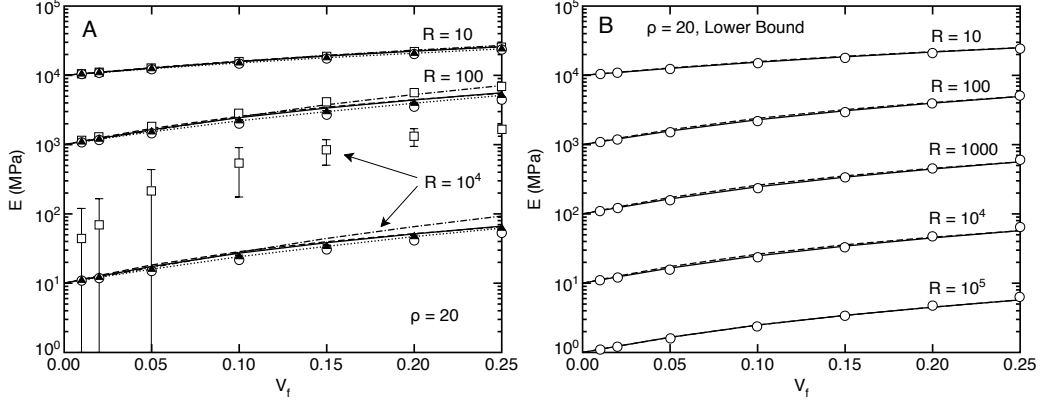 A
R = 10
R = 100
R = 10⁴
ρ = 20
E (MPa)
10⁵
10⁴
10³
10²
10¹
10⁰
0.00 0.05 0.10 0.15 0.20 0.25
V_f
B ρ = 20, Lower Bound
R = 10
R = 100
R = 1000
R = 10⁴
R = 10⁵
E (MPa)
10⁵
10⁴
10³
10²
10¹
10⁰
0.00 0.05 0.10 0.15 0.20 0.25
V_f